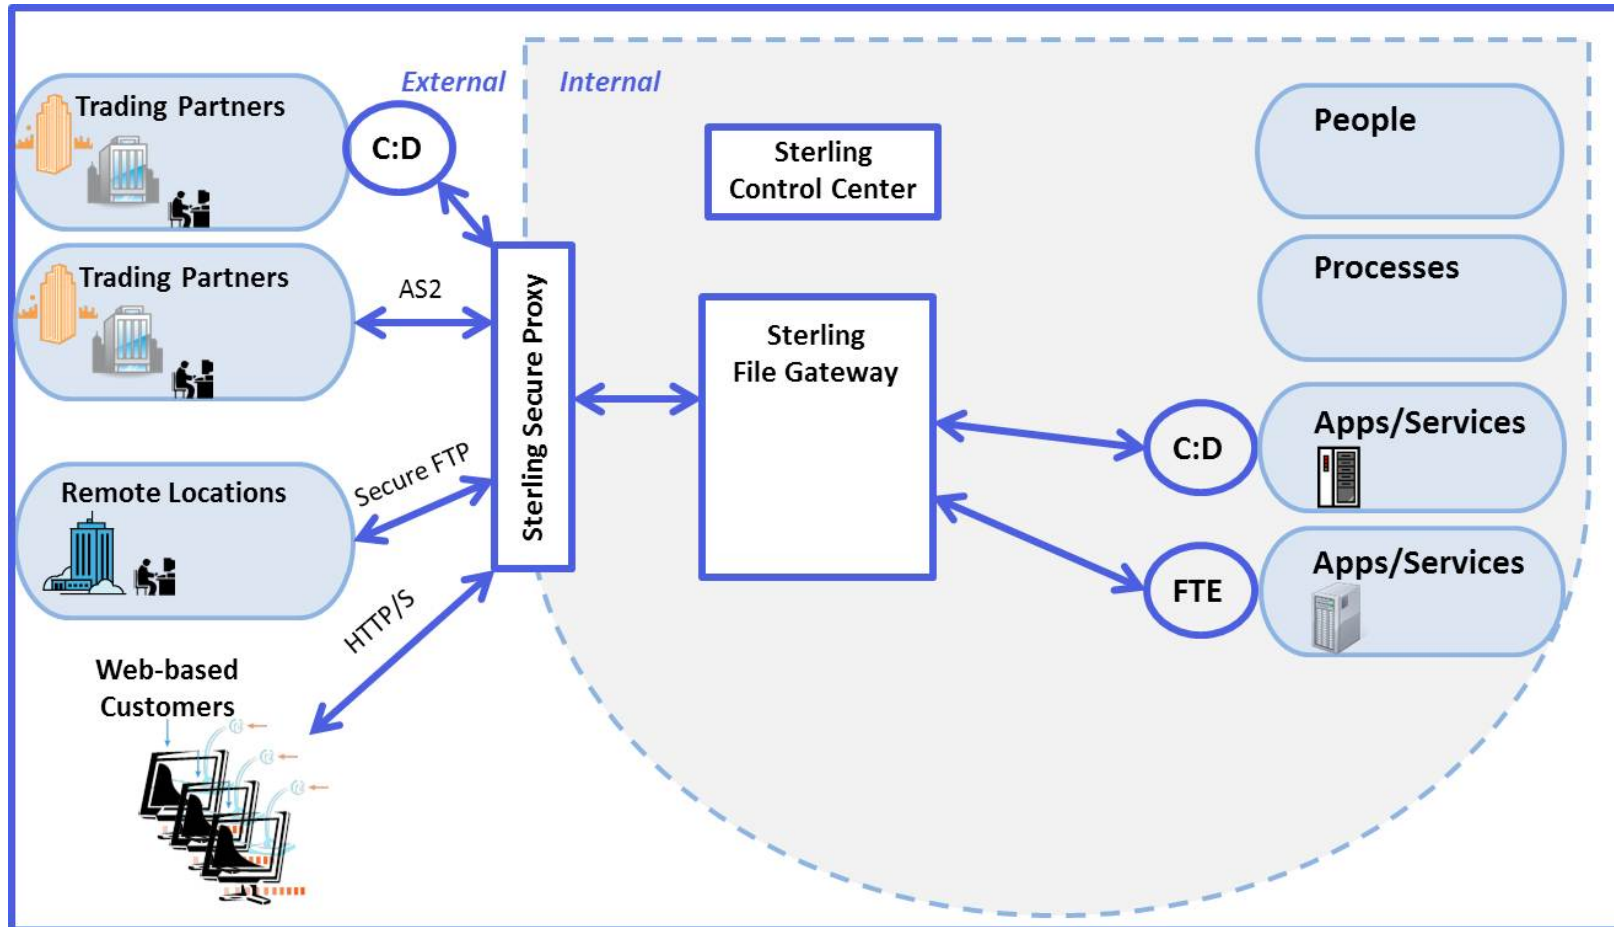 External
Internal
Trading Partners
C:D
Trading Partners
AS2
Remote Locations
Secure FTP
Web-based
Customers
HTTP/S
Sterling Secure Proxy
Sterling
Control Center
Sterling
File Gateway
People
Processes
C:D
Apps/Services
FTE
Apps/Services